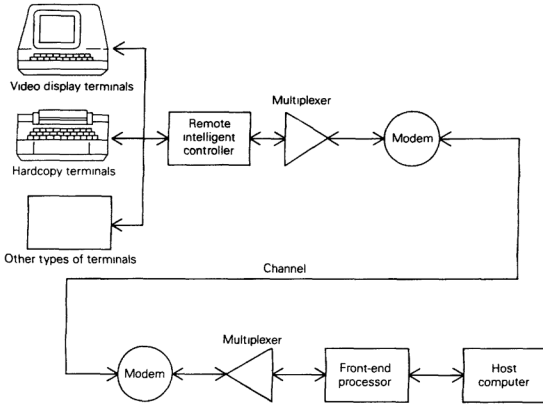 Video display terminals
Multiplexer
Remote
intelligent
controller
Modem
Hardcopy terminals
Other types of terminals
Channel
Multiplexer
Modem
Front-end
processor
Host
computer